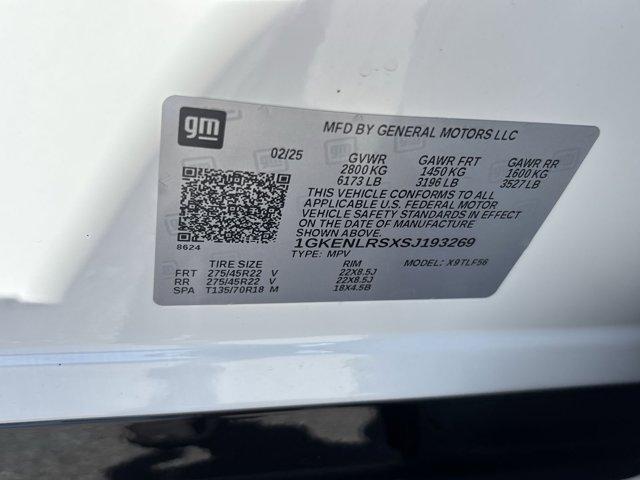 gm
MFD BY GENERAL MOTORS LLC
02/25 GVWR GAWR FRT GAWR RR
2800 KG 1450 KG 1600 KG
6173 LB 3196 LB 3527 LB
THIS VEHICLE CONFORMS TO ALL
APPLICABLE U.S. FEDERAL MOTOR
VEHICLE SAFETY STANDARDS IN EFFECT
ON THE DATE OF MANUFACTURE
SHOWN ABOVE.
8624
1GKENLRSXSJ193269
TYPE: MPV MODEL: X9TLF56
TIRE SIZE RIM
FRT 275/45R22 V 22X8.5J
RR 275/45R22 V 22X8.5J
SPA T135/70R18 M 18X4.5B